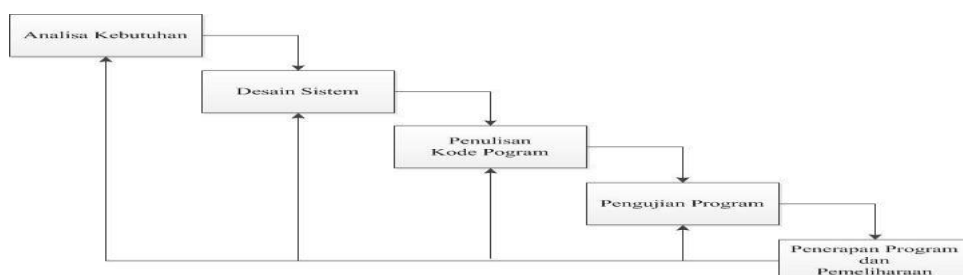 Analisa Kebutuhan
Desain Sistem
Penulisan
Kode Pogram
Pengujian Program
Penerapan Program
dan
Pemeliharaan